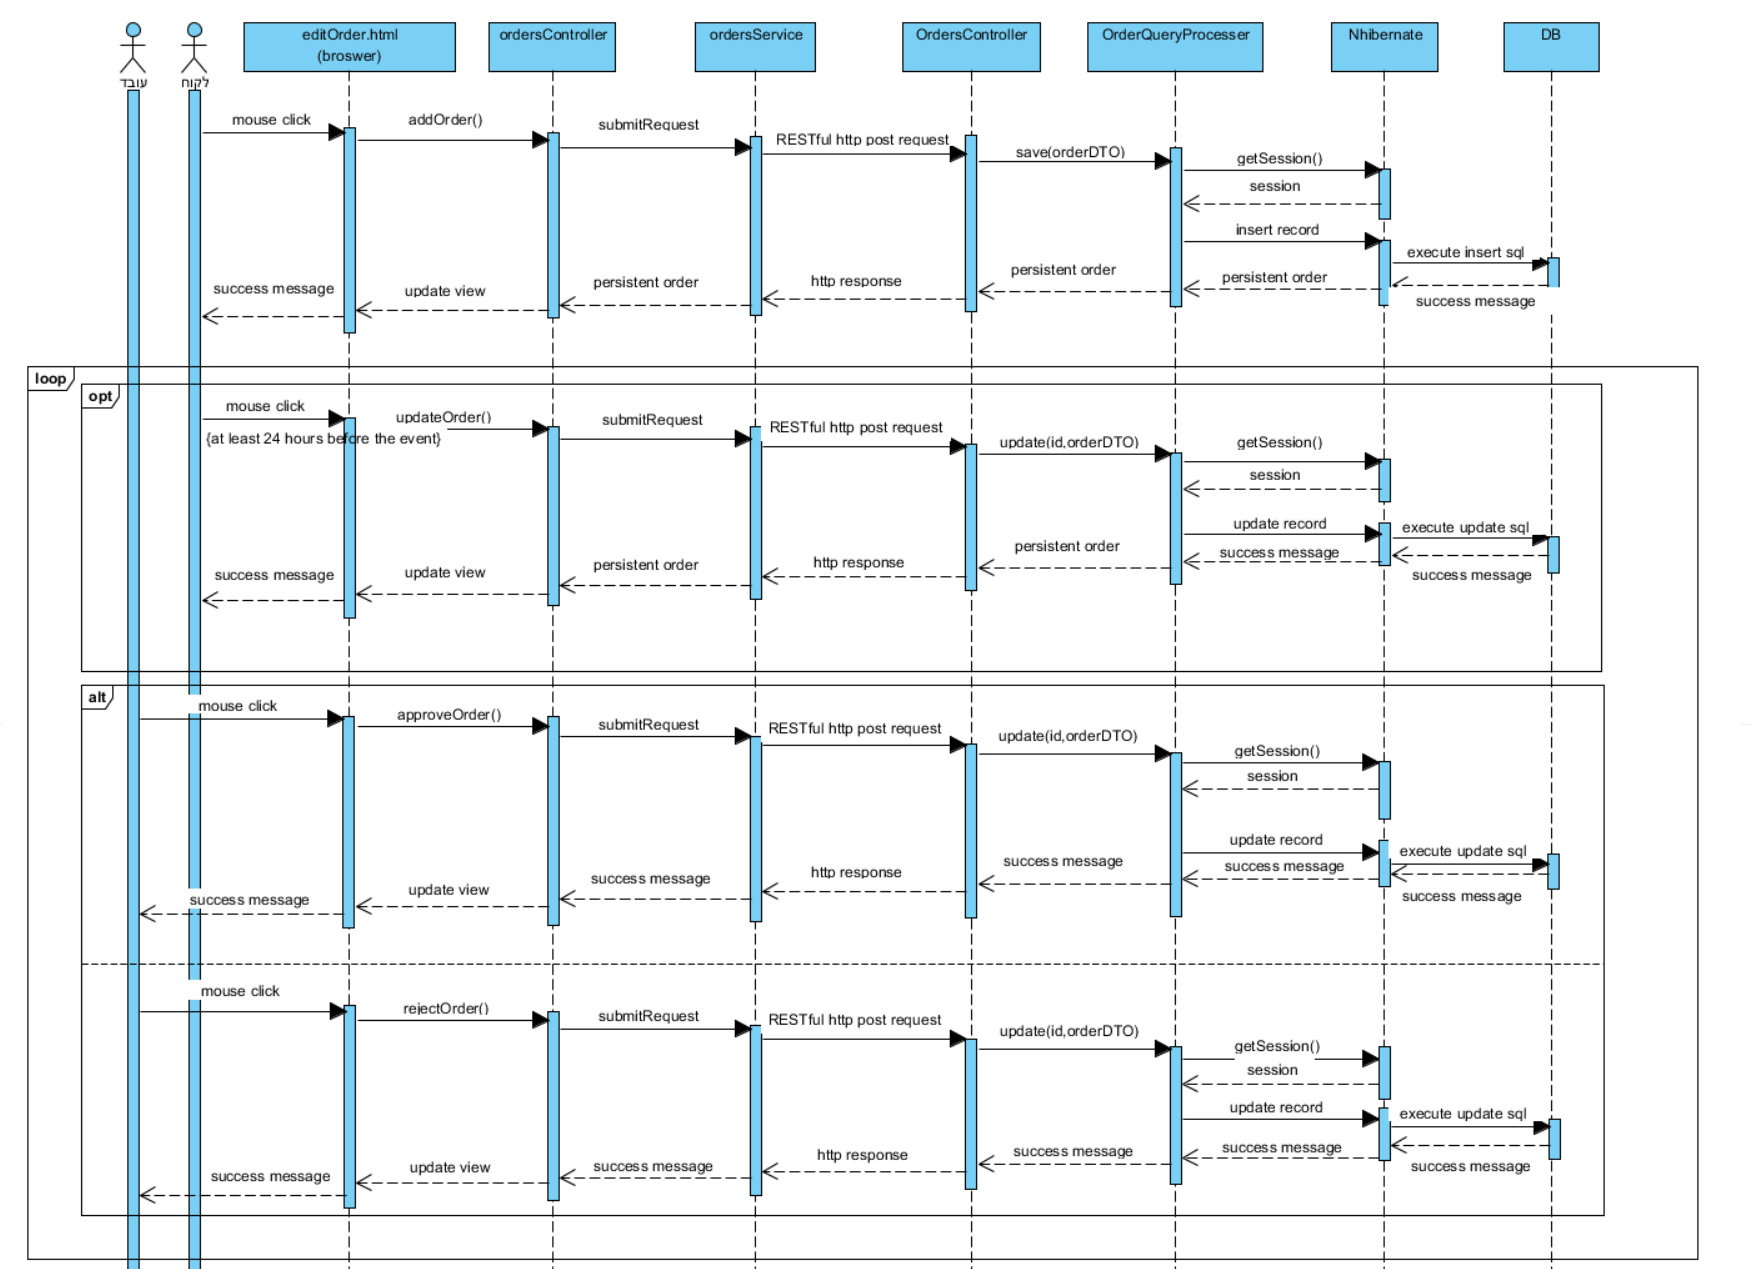 עובד
לקוח
editOrder.html
(broswer)
ordersController
ordersService
OrdersController
OrderQueryProcesser
Nhibernate
DB
mouse click
addOrder()
submitRequest
RESTful http post request
save(orderDTO)
getSession()
session
insert record
execute insert sql
success message
persistent order
persistent order
http response
persistent order
update view
success message
loop
opt
mouse click
{at least 24 hours before the event}
updateOrder()
submitRequest
RESTful http post request
update(id,orderDTO)
getSession()
session
update record
execute update sql
success message
success message
persistent order
http response
persistent order
update view
success message
alt
mouse click
approveOrder()
submitRequest
RESTful http post request
update(id,orderDTO)
getSession()
session
update record
execute update sql
success message
success message
success message
http response
success message
update view
success message
mouse click
rejectOrder()
submitRequest
RESTful http post request
update(id,orderDTO)
getSession()
session
update record
execute update sql
success message
success message
success message
http response
success message
update view
success message